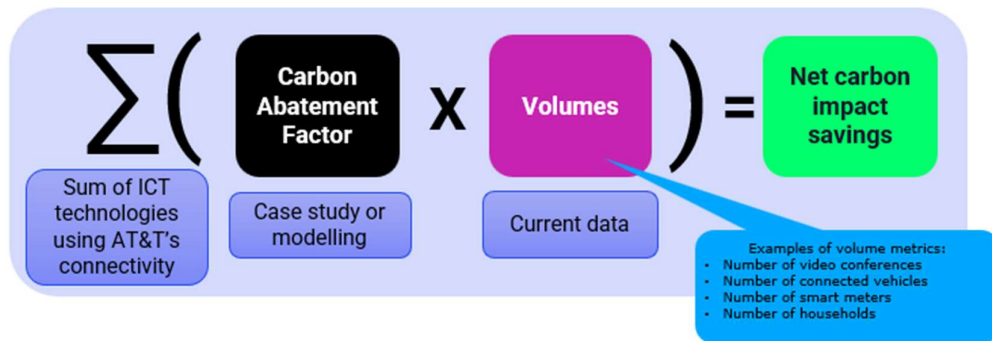 ∑ (
Carbon
Abatement
Factor
X
Volumes
)
=
Net carbon
impact
savings
Sum of ICT
technologies
using AT&T's
connectivity
Case study or
modelling
Current data
Examples of volume metrics:
• Number of video conferences
• Number of connected vehicles
• Number of smart meters
• Number of households